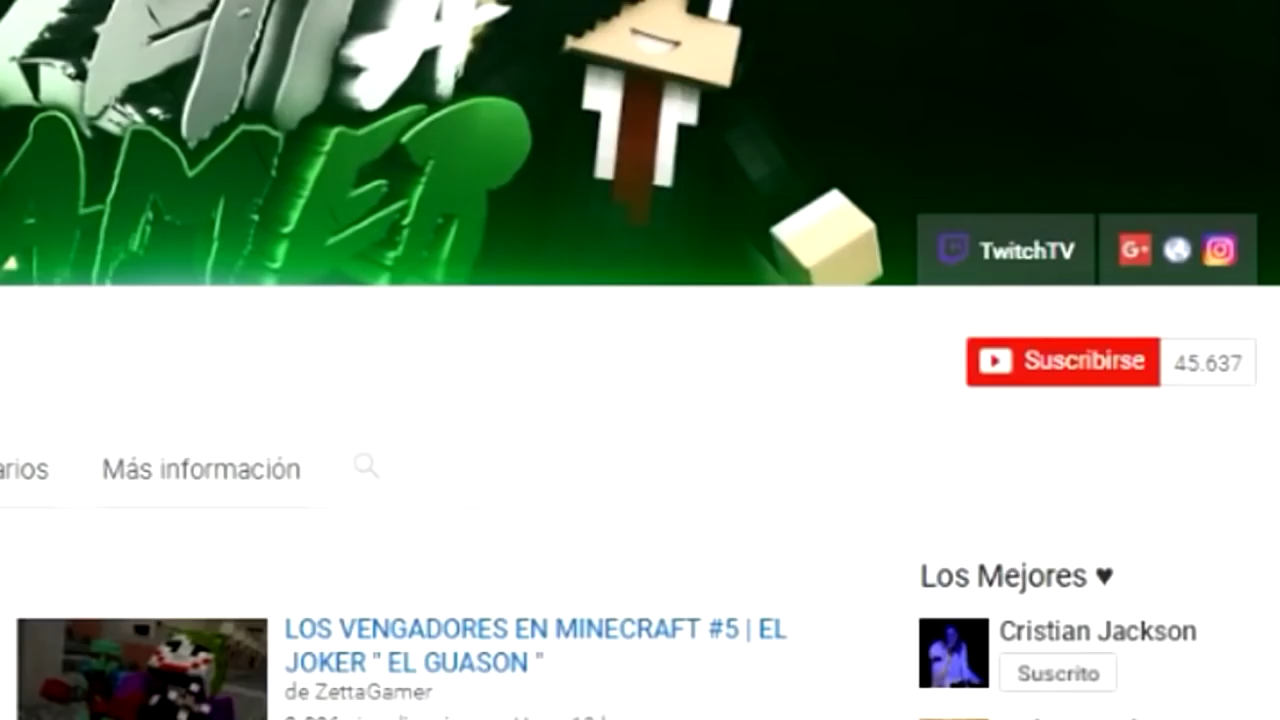 TwitchTV
G+
Suscribirse 45.637
arios Más información
Los Mejores ♥
LOS VENGADORES EN MINECRAFT #5 | EL
JOKER " EL GUASON "
de ZettaGamer
Cristian Jackson
Suscrito